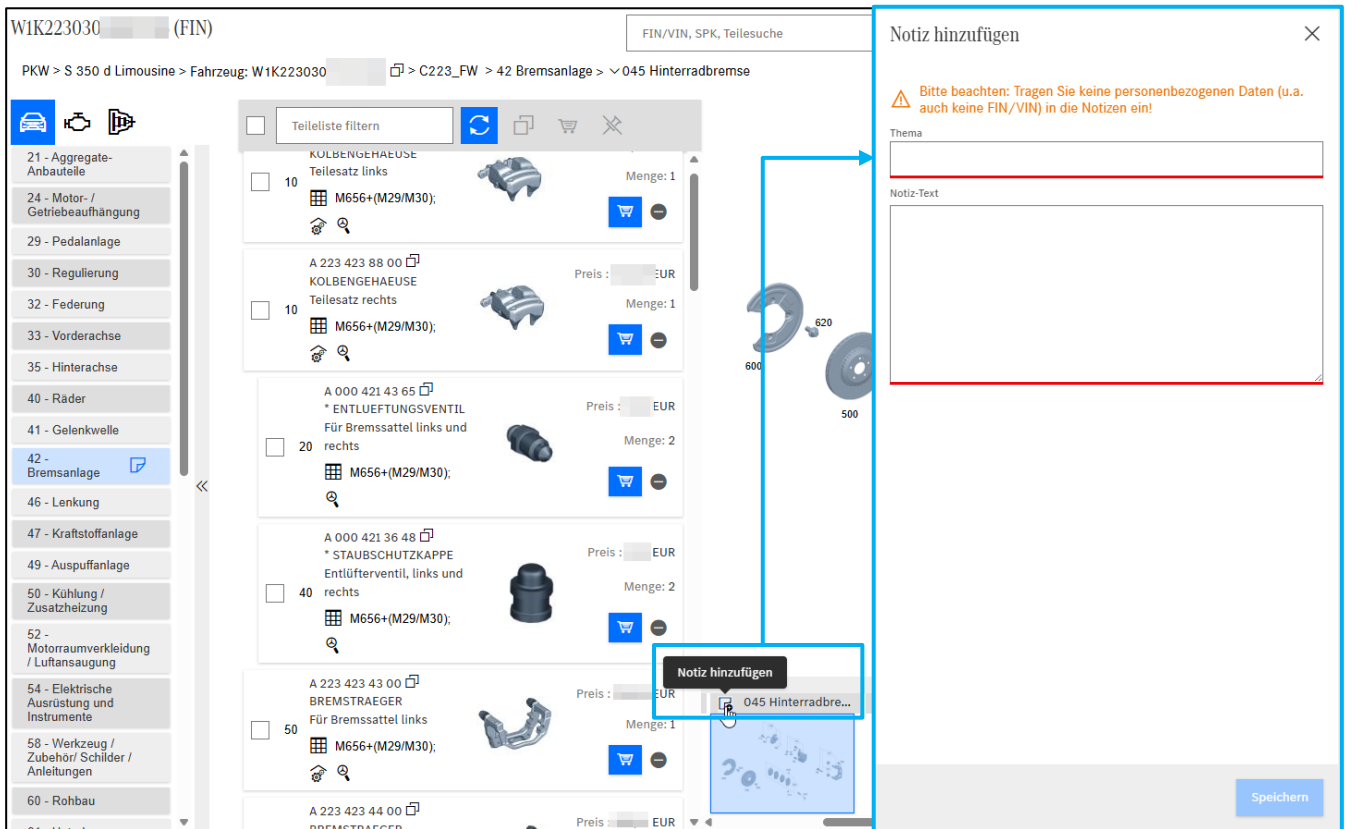 W1K223030 (FIN)
FIN/VIN, SPK, Teilesuche
PKW > S 350 d Limousine > Fahrzeug: W1K223030 > C223_FW > 42 Bremsanlage > 045 Hinterradbremse
21 - Aggregate-
Anbauteile
24 - Motor- /
Getriebeaufhängung
29 - Pedalanlage
30 - Regulierung
32 - Federung
33 - Vorderachse
35 - Hinterachse
40 - Räder
41 - Gelenkwelle
42 -
Bremsanlage
46 - Lenkung
47 - Kraftstoffanlage
49 - Auspuffanlage
50 - Kühlung /
Zusatzheizung
52 -
Motorraumverkleidung
/ Luftansaugung
54 - Elektrische
Ausrüstung und
Instrumente
58 - Werkzeug /
Zubehör/ Schilder /
Anleitungen
60 - Rohbau
Teileliste filtern
KOLBENGEHAEUSE
Teilesatz links
10
M656+(M29/M30);
Menge: 1
A 223 423 88 00
KOLBENGEHAEUSE
Teilesatz rechts
10
M656+(M29/M30);
Preis : EUR
Menge: 1
A 000 421 43 65
* ENTLUEFTUNGSVENTIL
Für Bremssattel links und
20 rechts
M656+(M29/M30);
Preis : EUR
Menge: 2
A 000 421 36 48
* STAUBSCHUTZKAPPE
Entlüfterventil, links und
40 rechts
M656+(M29/M30);
Preis : EUR
Menge: 2
A 223 423 43 00
BREMSTRAEGER
Für Bremssattel links
50
M656+(M29/M30);
Preis : EUR
Menge: 1
A 223 423 44 00
BREMSTRAEGER
Preis : EUR
620
600
500
Notiz hinzufügen
045 Hinterradbre...
Notiz hinzufügen
Bitte beachten: Tragen Sie keine personenbezogenen Daten (u.a.
auch keine FIN/VIN) in die Notizen ein!
Thema
Notiz-Text
Speichern